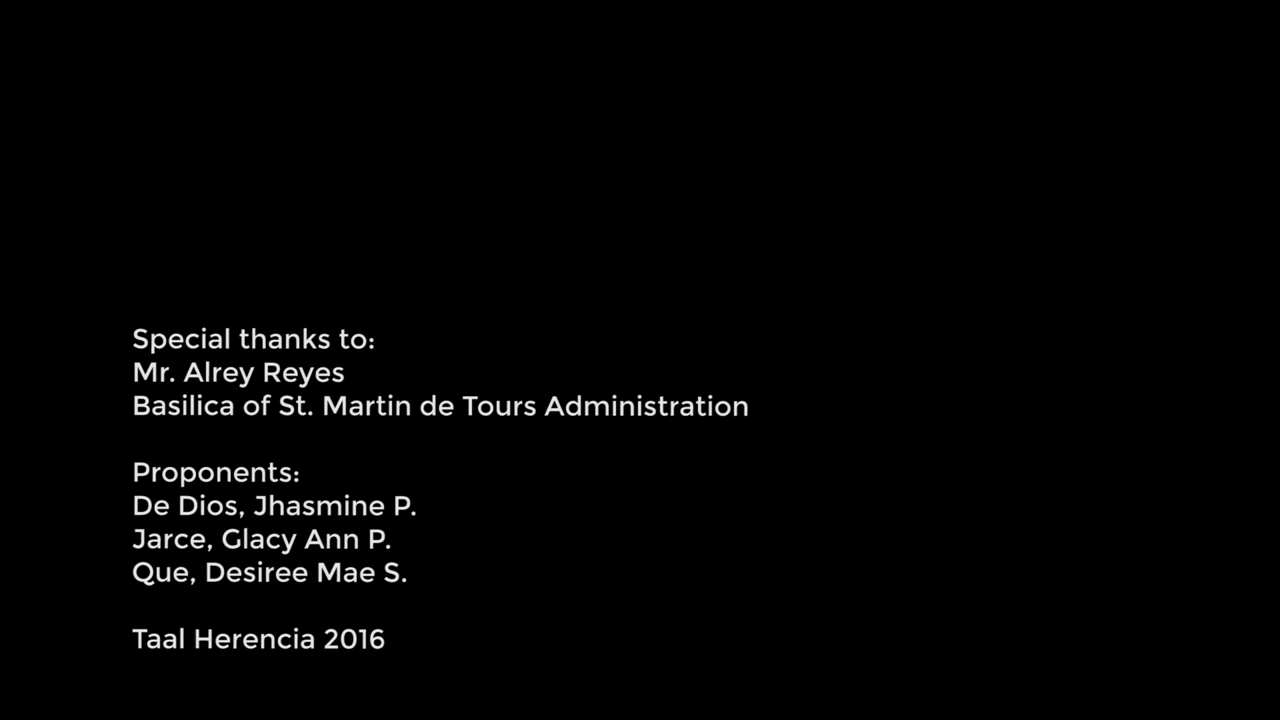 Special thanks to:
Mr. Alrey Reyes
Basilica of St. Martin de Tours Administration
Proponents:
De Dios, Jhasmine P.
Jarce, Glacy Ann P.
Que, Desiree Mae S.
Taal Herencia 2016